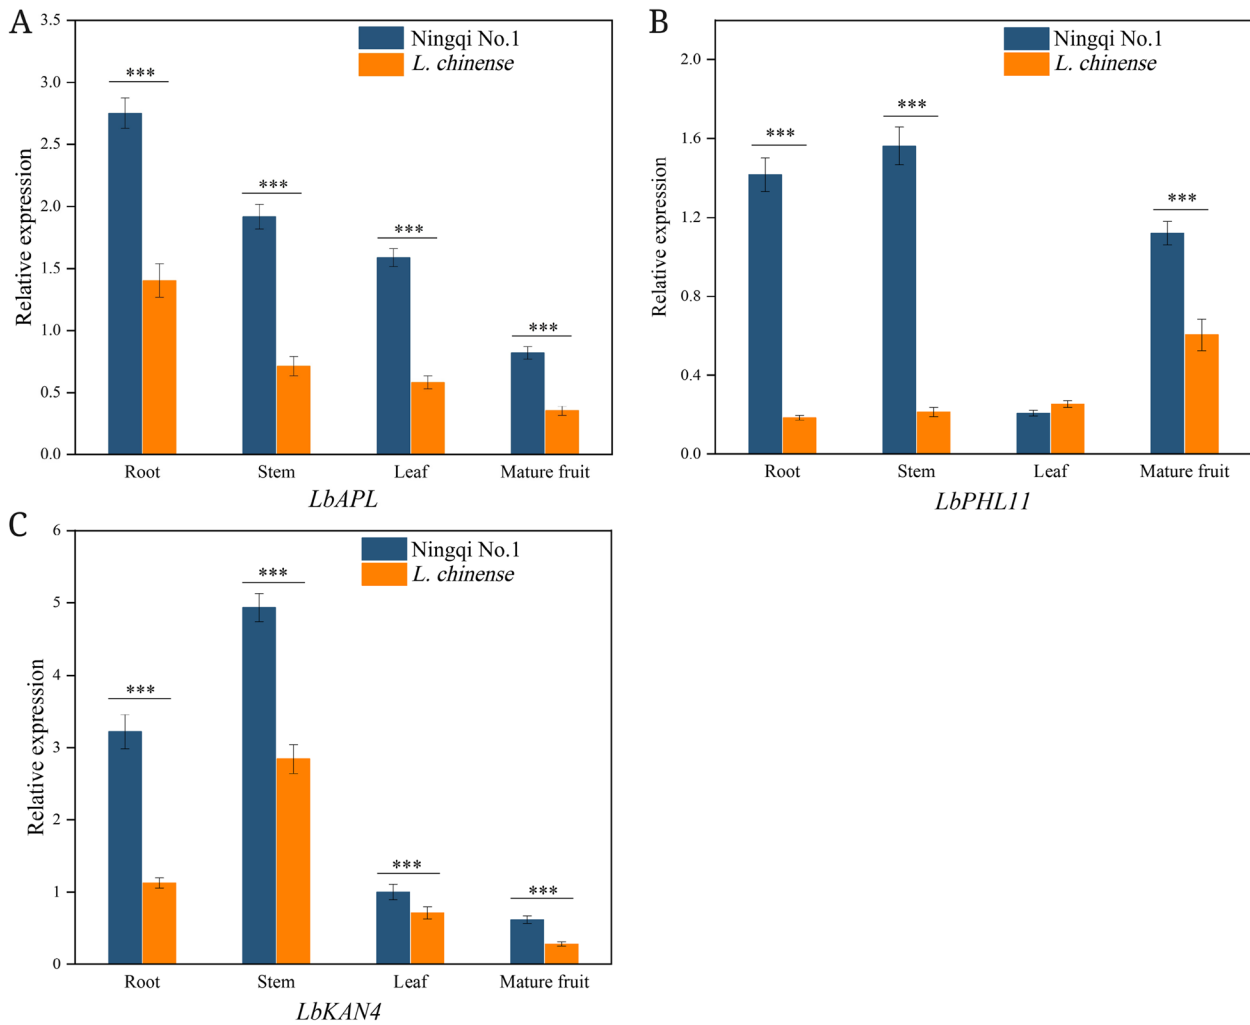 A
3.5
3.0
2.5
2.0
1.5
1.0
0.5
0.0
Relative expression
Ningqi No.1
L. chinense
***
***
***
***
Root Stem Leaf Mature fruit
LbAPL
B
2.0
1.6
1.2
0.8
0.4
0.0
Relative expression
Ningqi No.1
L. chinense
***
***
***
Root Stem Leaf Mature fruit
LbPHL11
C
6
5
4
3
2
1
0
Relative expression
Ningqi No.1
L. chinense
***
***
***
***
Root Stem Leaf Mature fruit
LbKAN4